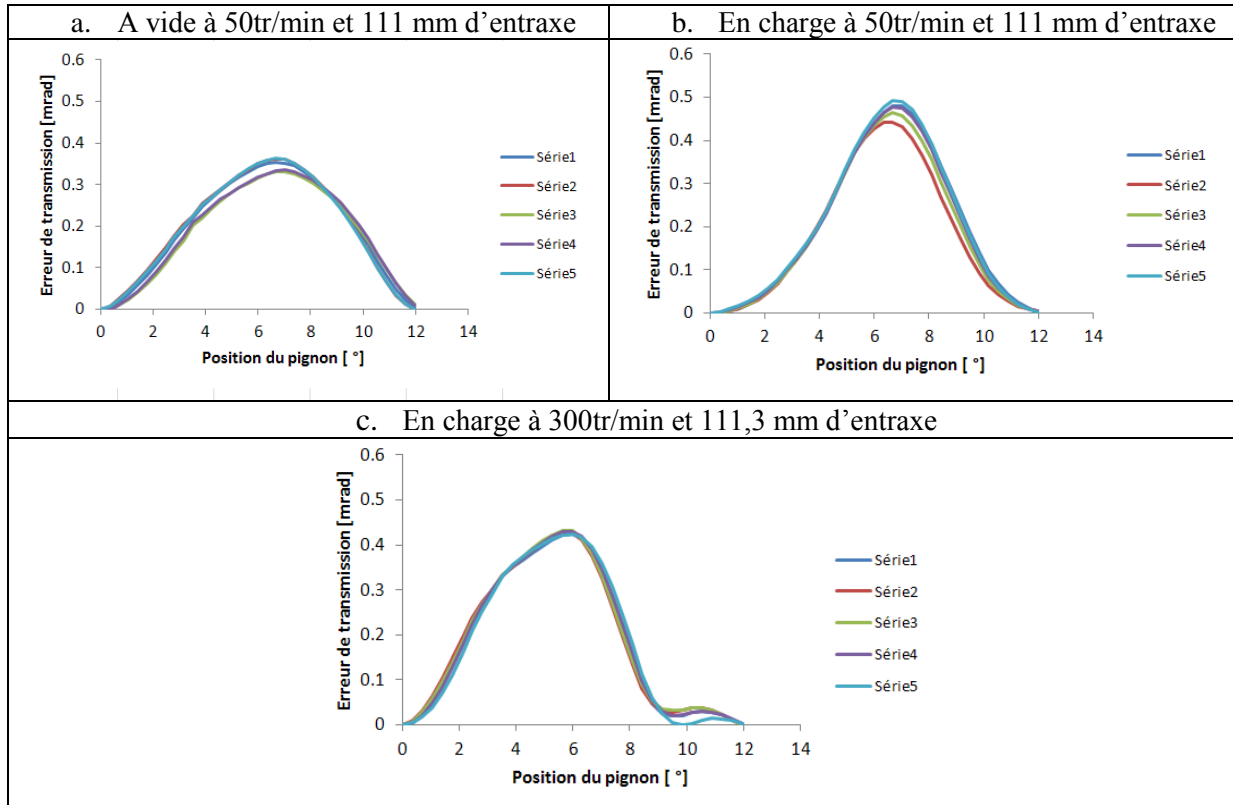 a. A vide à 50tr/min et 111 mm d'entraxe
Erreur de transmission [mrad]
0.6
0.5
0.4
0.3
0.2
0.1
0
0 2 4 6 8 10 12 14
Position du pignon [ °]
Série1
Série2
Série3
Série4
Série5
b. En charge à 50tr/min et 111 mm d'entraxe
Erreur de transmission [mrad]
0.6
0.5
0.4
0.3
0.2
0.1
0
0 2 4 6 8 10 12 14
Position du pignon [ °]
Série1
Série2
Série3
Série4
Série5
c. En charge à 300tr/min et 111,3 mm d'entraxe
Erreur de transmission [mrad]
0.6
0.5
0.4
0.3
0.2
0.1
0
0 2 4 6 8 10 12 14
Position du pignon [ °]
Série1
Série2
Série3
Série4
Série5